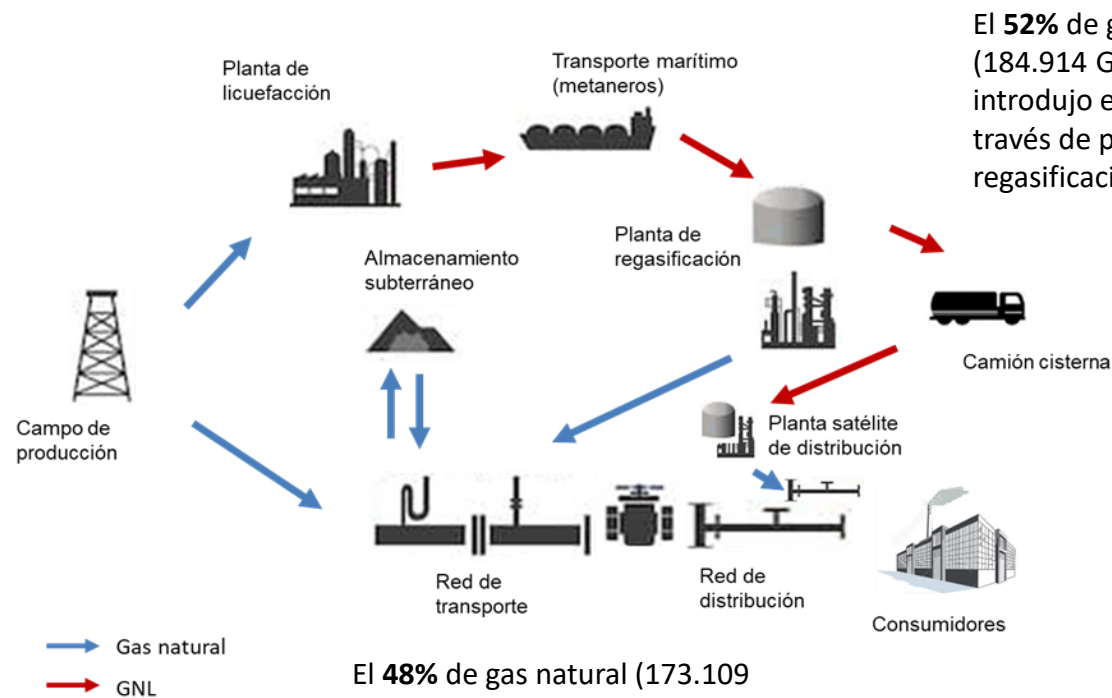 El 52% de
(184.914
introdujo
través de
Transporte marítimo
(metaneros)
Planta de
licuefacción
Planta de
regasificación
Almacenamiento
subterráneo
Camión cisterna
Campo de
producción
Planta satélite
de distribución
Red de
transporte
Red de
distribución
Consumidores
Gas natural
GNL
El 48% de gas natural (173.109